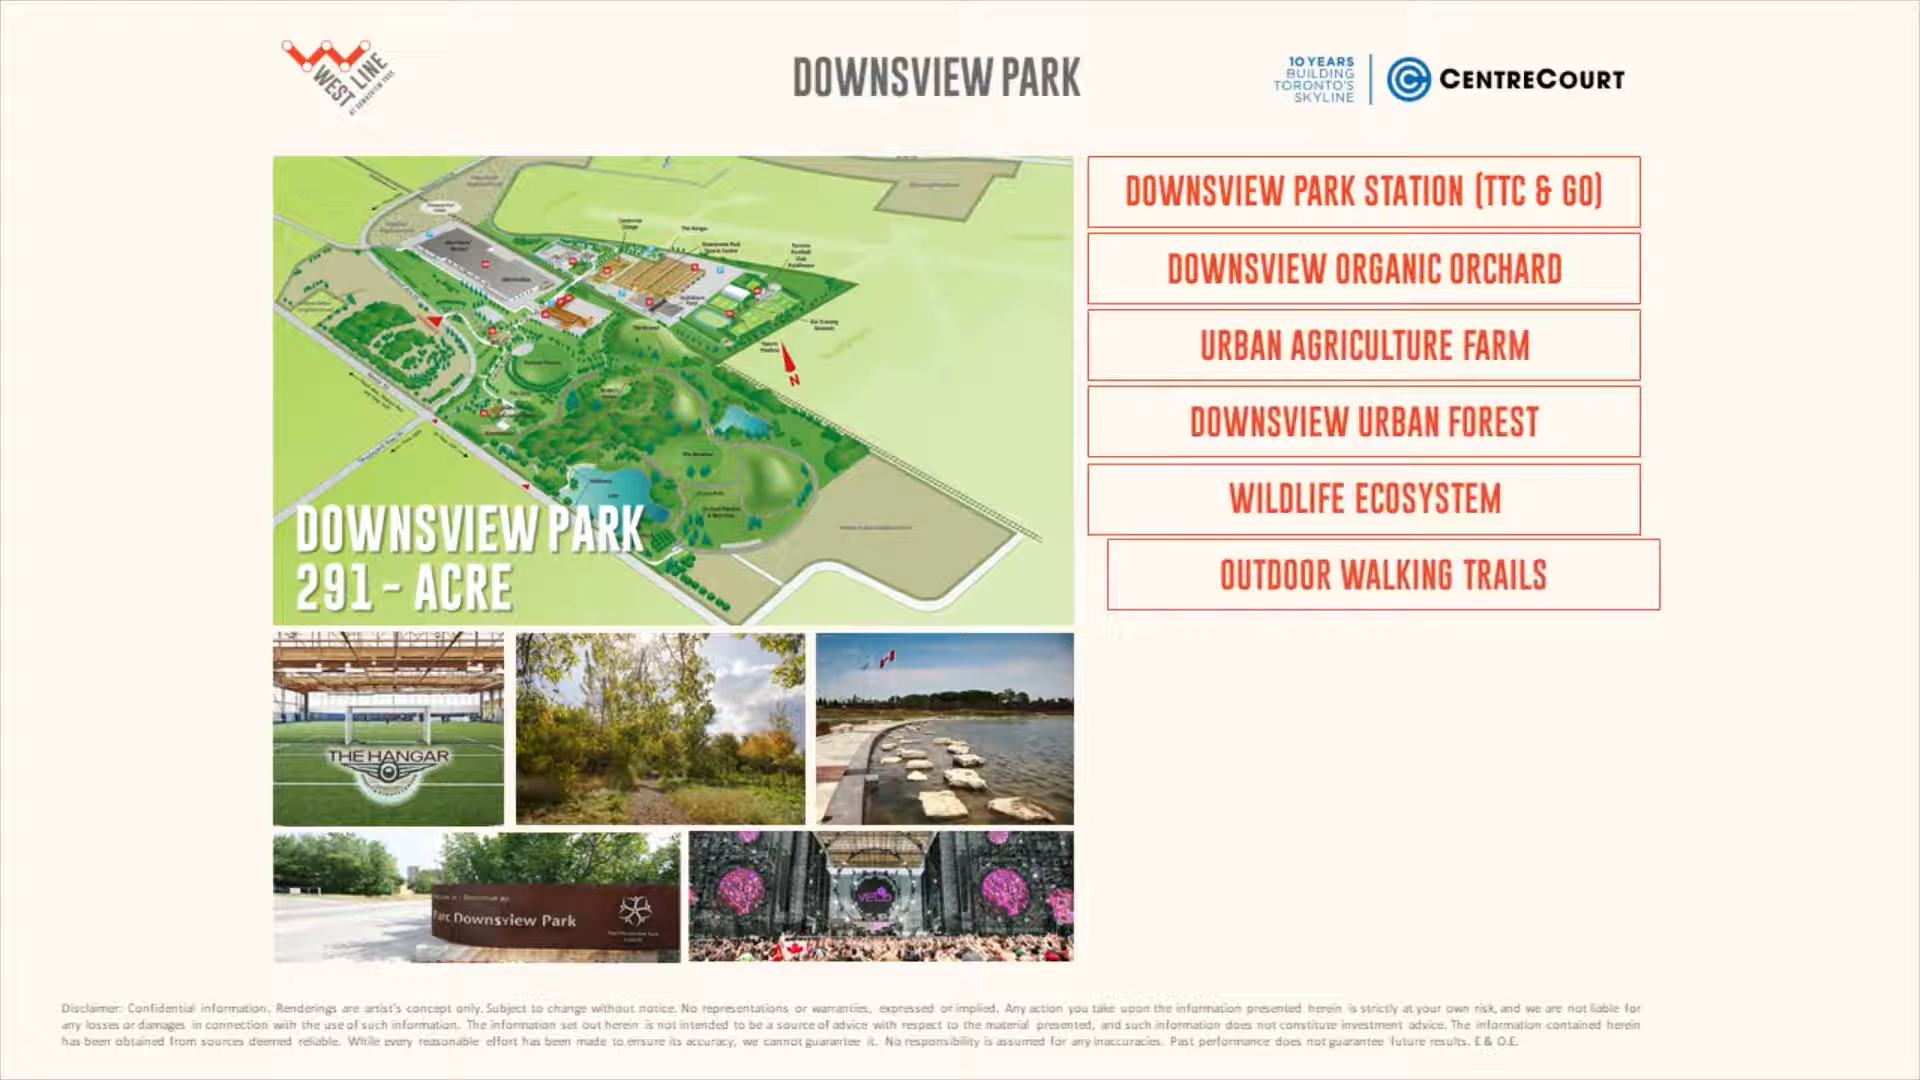 WEST LINE
AT DOWNSVIEW PARK
DOWNSVIEW PARK
10 YEARS
BUILDING
TORONTO'S
SKYLINE
CENTRECOURT
DOWNSVIEW PARK STATION (TTC & GO)
DOWNSVIEW ORGANIC ORCHARD
URBAN AGRICULTURE FARM
DOWNSVIEW URBAN FOREST
WILDLIFE ECOSYSTEM
OUTDOOR WALKING TRAILS
The Hangar
N
DOWNSVIEW PARK
291 - ACRE
THE HANGAR
Parc Downsview Park
VELD
Disclaimer: Confidential information. Renderings are artist's concept only. Subject to change without notice. No representations or warranties, expressed or implied. Any action you take upon the information presented herein is strictly at your own risk, and we are not liable for
any losses or damages in connection with the use of such information. The information set out herein is not intended to be a source of advice with respect to the material presented, and such information does not constitute investment advice. The information contained herein
has been obtained from sources deemed reliable. While every reasonable effort has been made to ensure its accuracy, we cannot guarantee it. No responsibility is assumed for any inaccuracies. Past performance does not guarantee future results. E & O.E.